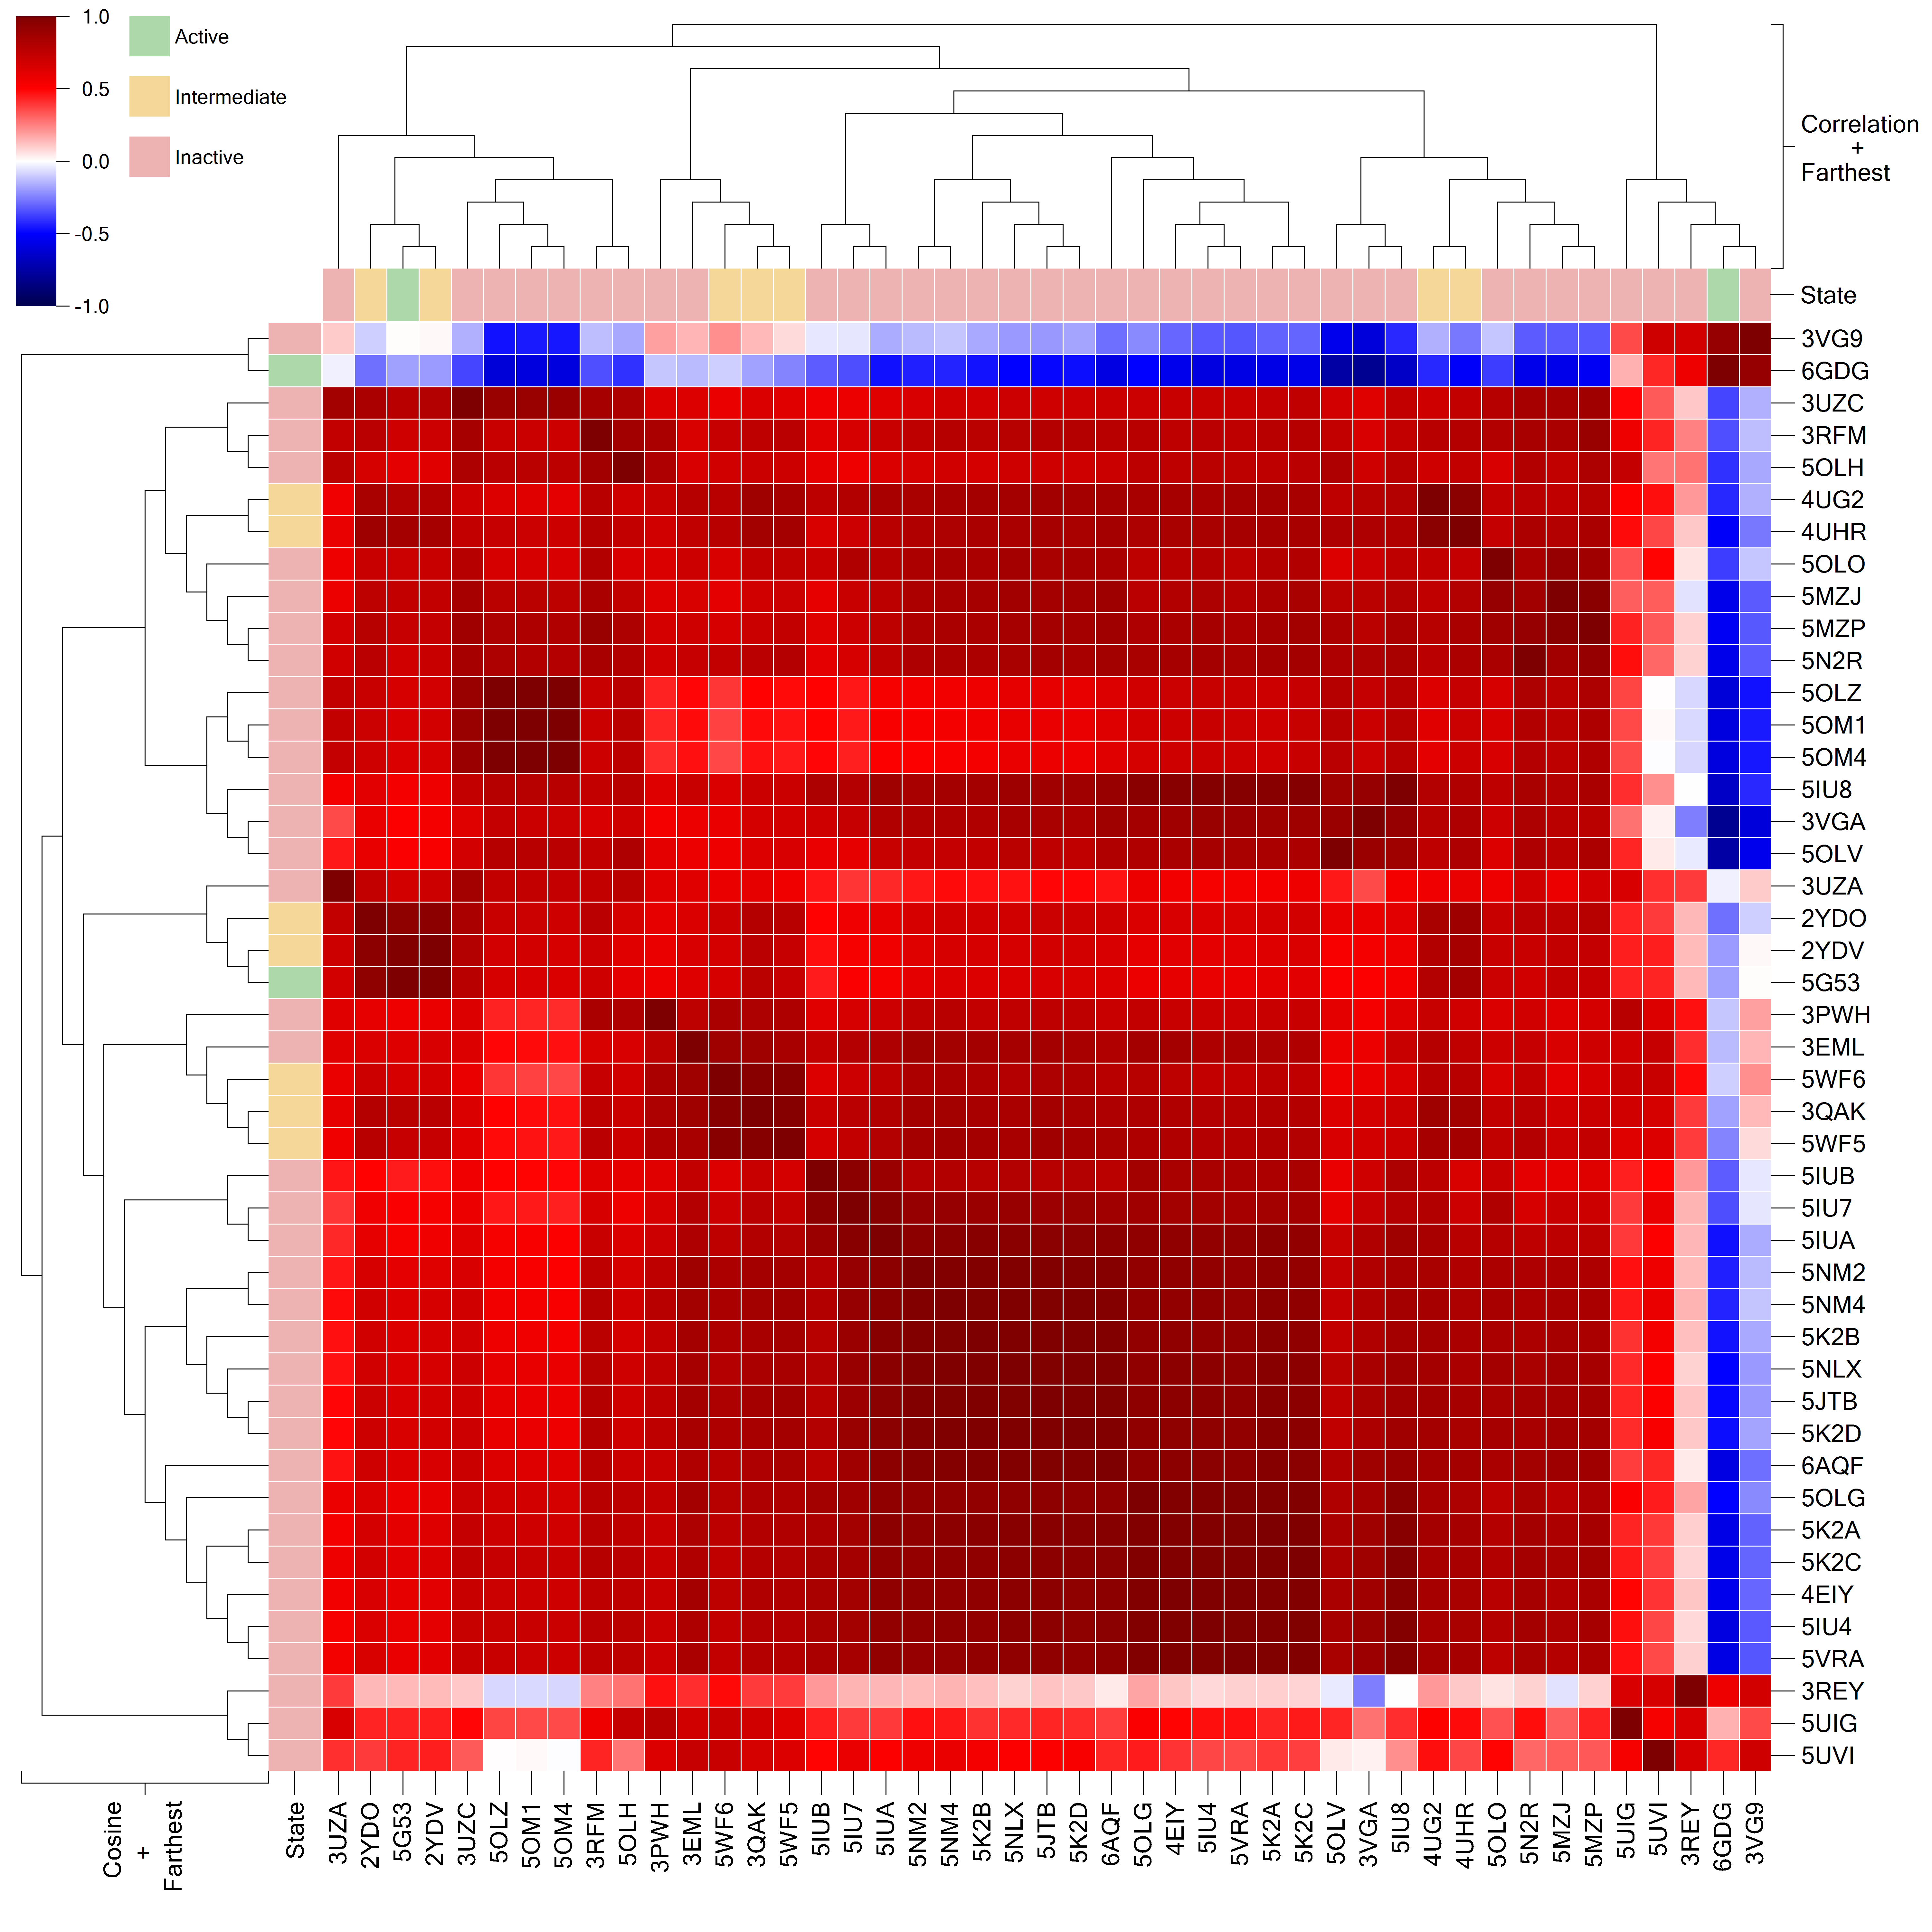 1.0
0.5
0.0
-0.5
-1.0
Active
Intermediate
Inactive
Correlation
+
Farthest
State
3VG9
6GDG
3UZC
3RFM
5OLH
4UG2
4UHR
5OLO
5MZJ
5MZP
5N2R
5OLZ
5OM1
5OM4
5IU8
3VGA
5OLV
3UZA
2YDO
2YDV
5G53
3PWH
3EML
5WF6
3QAK
5WF5
5IUB
5IU7
5IUA
5NM2
5NM4
5K2B
5NLX
5JTB
5K2D
6AQF
5OLG
5K2A
5K2C
4EIY
5IU4
5VRA
3REY
5UIG
5UVI
Cosine
+
Farthest
State
3UZA
2YDO
5G53
2YDV
3UZC
5OLZ
5OM1
5OM4
3RFM
5OLH
3PWH
3EML
5WF6
3QAK
5WF5
5IUB
5IU7
5IUA
5NM2
5NM4
5K2B
5NLX
5JTB
5K2D
6AQF
5OLG
4EIY
5IU4
5VRA
5K2A
5K2C
5OLV
3VGA
5IU8
4UG2
4UHR
5OLO
5N2R
5MZJ
5MZP
5UIG
5UVI
3REY
6GDG
3VG9